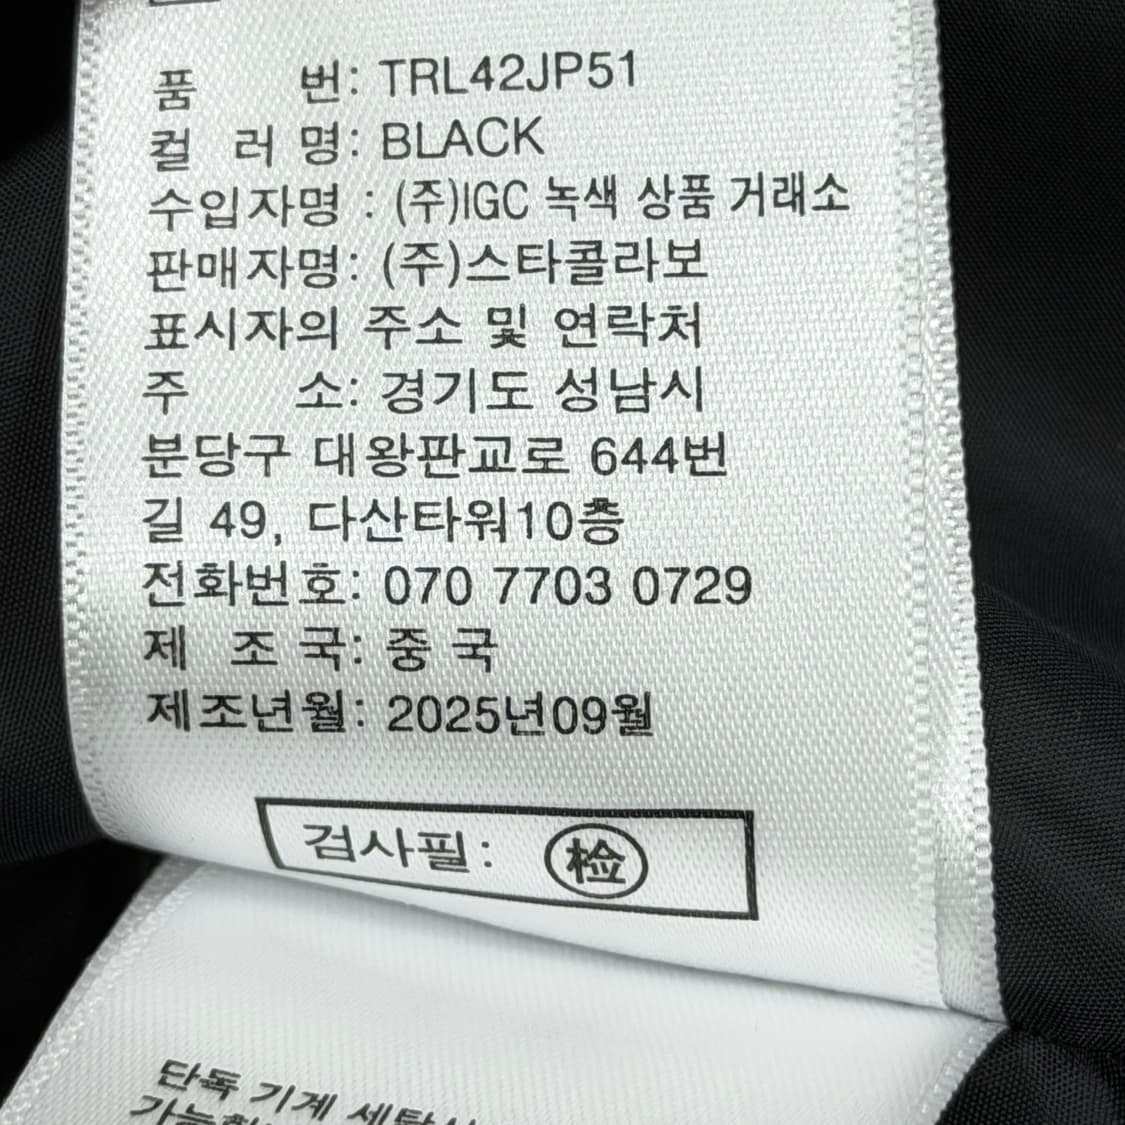 품 번: TRL42JP51
컬 러 명: BLACK
수입자명 : (주)IGC 녹색 상품 거래소
판매자명: (주)스타콜라보
표시자의 주소 및 연락처
주 소: 경기도 성남시
분당구 대왕판교로 644번
길 49, 다산타워10층
전화번호: 070 7703 0729
제 조 국: 중 국
제조년월: 2025년09월
검사필: 检
단독 기계